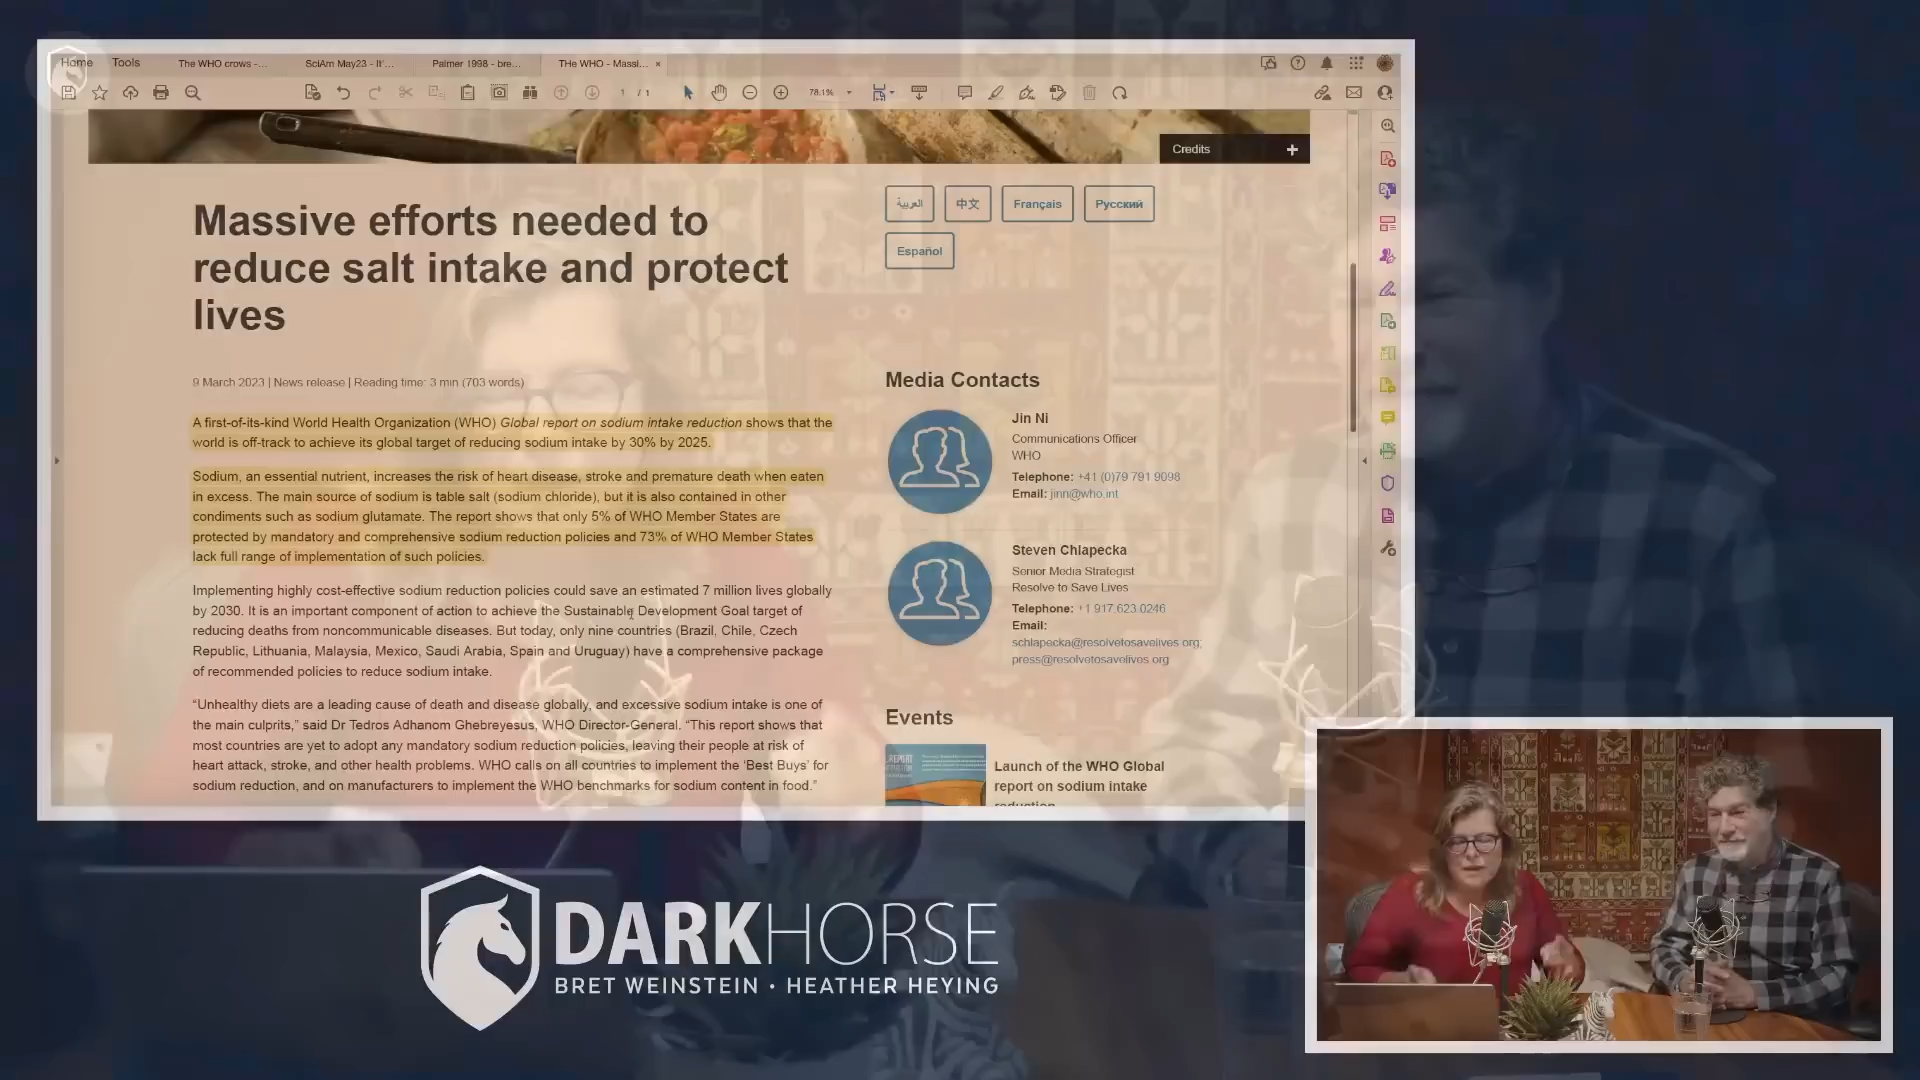 Home
Tools
The WHO crows -...
SciAm May23 - It'...
Palmer 1998 - bre...
THe WHO - Massi...
×
1 / 1
78.1%
Credits
+
Massive efforts needed to
reduce salt intake and protect
lives
9 March 2023 | News release | Reading time: 3 min (703 words)
A first-of-its-kind World Health Organization (WHO) Global report on sodium intake reduction shows that the
world is off-track to achieve its global target of reducing sodium intake by 30% by 2025.
Sodium, an essential nutrient, increases the risk of heart disease, stroke and premature death when eaten
in excess. The main source of sodium is table salt (sodium chloride), but it is also contained in other
condiments such as sodium glutamate. The report shows that only 5% of WHO Member States are
protected by mandatory and comprehensive sodium reduction policies and 73% of WHO Member States
lack full range of implementation of such policies.
Implementing highly cost-effective sodium reduction policies could save an estimated 7 million lives globally
by 2030. It is an important component of action to achieve the Sustainable Development Goal target of
reducing deaths from noncommunicable diseases. But today, only nine countries (Brazil, Chile, Czech
Republic, Lithuania, Malaysia, Mexico, Saudi Arabia, Spain and Uruguay) have a comprehensive package
of recommended policies to reduce sodium intake.
“Unhealthy diets are a leading cause of death and disease globally, and excessive sodium intake is one of
the main culprits,” said Dr Tedros Adhanom Ghebreyesus, WHO Director-General. “This report shows that
most countries are yet to adopt any mandatory sodium reduction policies, leaving their people at risk of
heart attack, stroke, and other health problems. WHO calls on all countries to implement the ‘Best Buys’ for
sodium reduction, and on manufacturers to implement the WHO benchmarks for sodium content in food.”
العربية
中文
Français
Русский
Español
Media Contacts
Jin Ni
Communications Officer
WHO
Telephone: +41 (0)79 791 9098
Email: jinn@who.int
Steven Chlapecka
Senior Media Strategist
Resolve to Save Lives
Telephone: +1 917 623 0246
Email:
schlapecka@resolvetosavelives.org;
press@resolvetosavelives.org
Events
Launch of the WHO Global
report on sodium intake
reduction
DARKHORSE
BRET WEINSTEIN • HEATHER HEYING